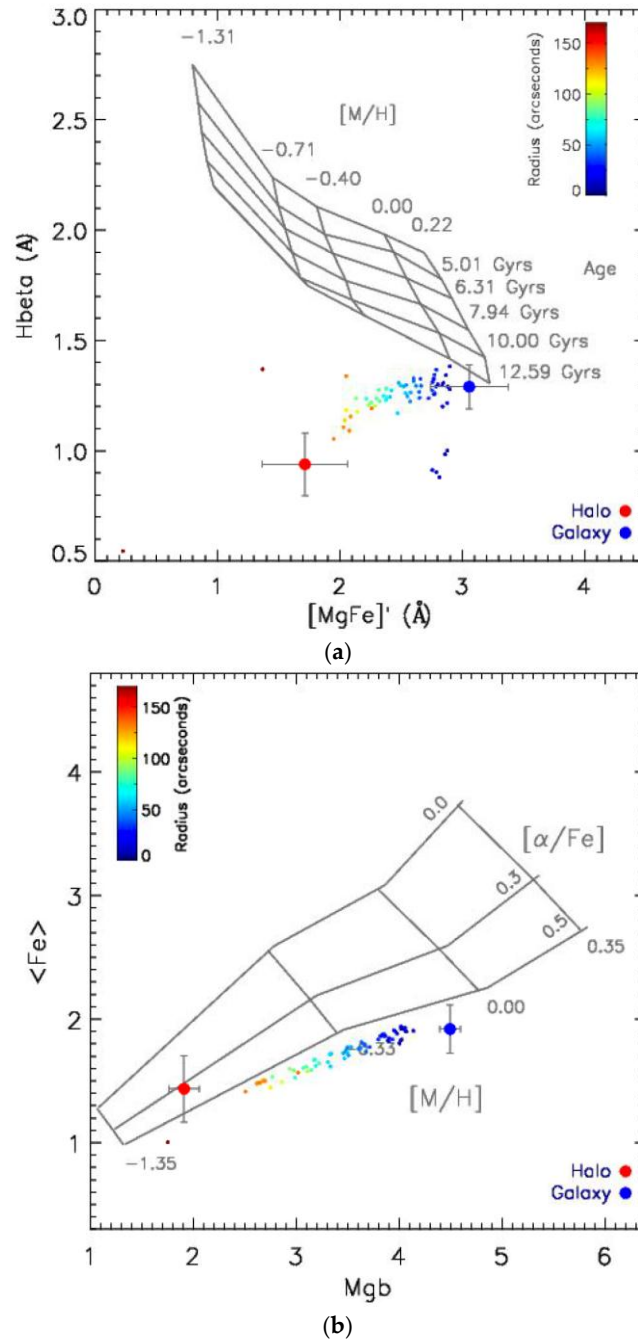 3.0
−1.31
[M/H]
150
100
50
0
Radius (arcseconds)
2.5
−0.71
−0.40
0.00
0.22
Hbeta (Å)
2.0
5.01 Gyrs
Age
6.31 Gyrs
7.94 Gyrs
1.5
10.00 Gyrs
12.59 Gyrs
1.0
Halo
Galaxy
0.5
0 1 2 3 4
[MgFe]' (Å)
(a)
150
100
50
0
Radius (arcseconds)
4
0.0
[α/Fe]
0.3
3
0.5
0.35
<Fe>
0.00
2
0.33
[M/H]
1
−1.35
Halo
Galaxy
1 2 3 4 5 6
Mgb
(b)